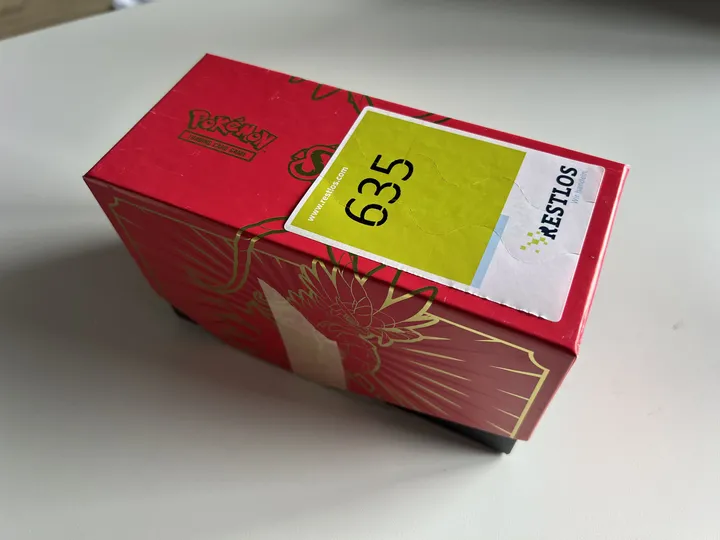 POKéMON
TRADING CARD GAME
S
www.restlos.com
635
RESTLOS